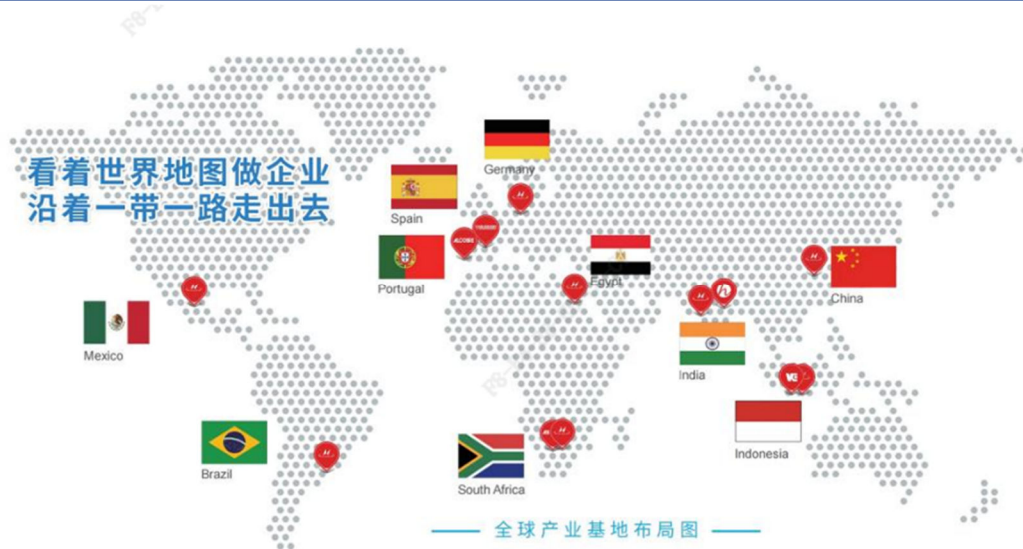 看着世界地图做企业
沿着一带一路走出去
Germany
Spain
Portugal
Egypt
China
Mexico
India
Indonesia
Brazil
South Africa
全球产业基地布局图